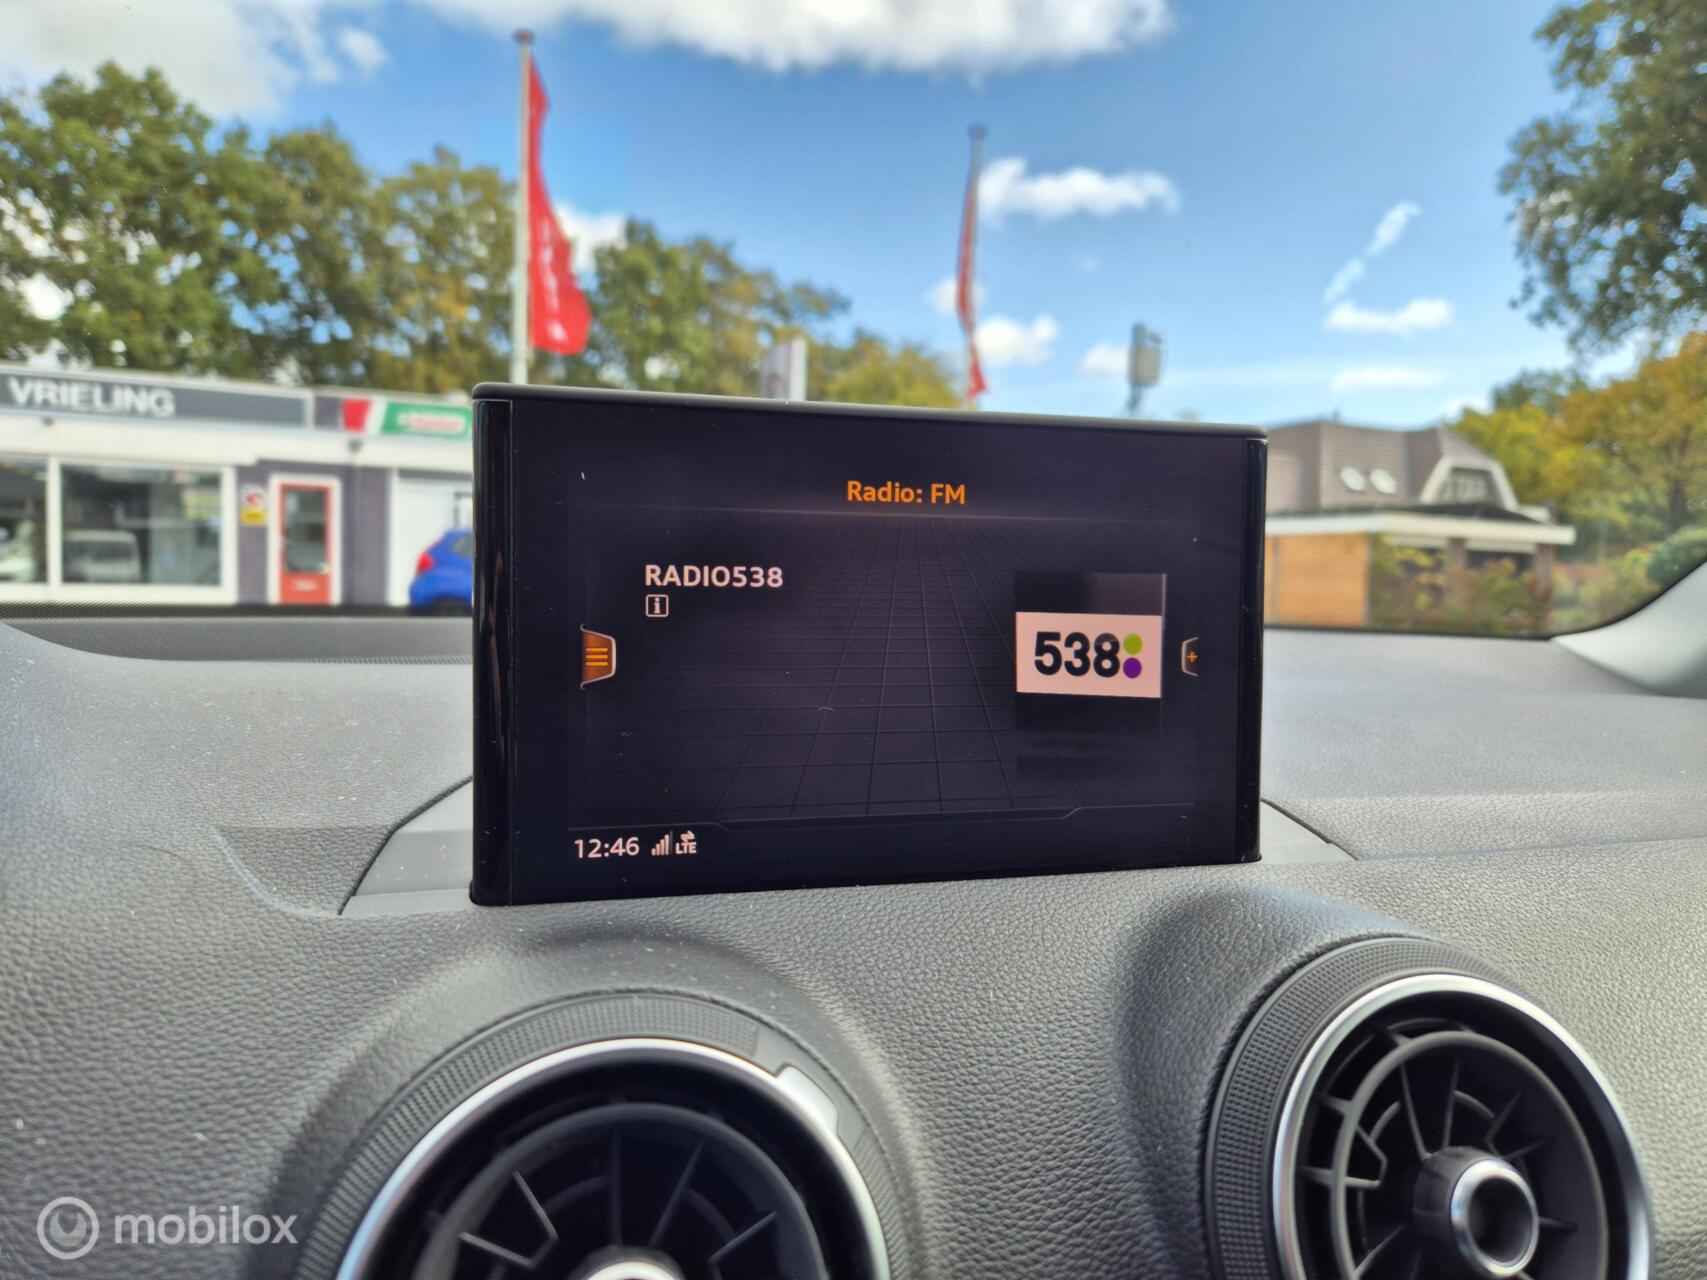 VRIELING
Radio: FM
RADIO538
i
538
12:46 LTE
mobilox